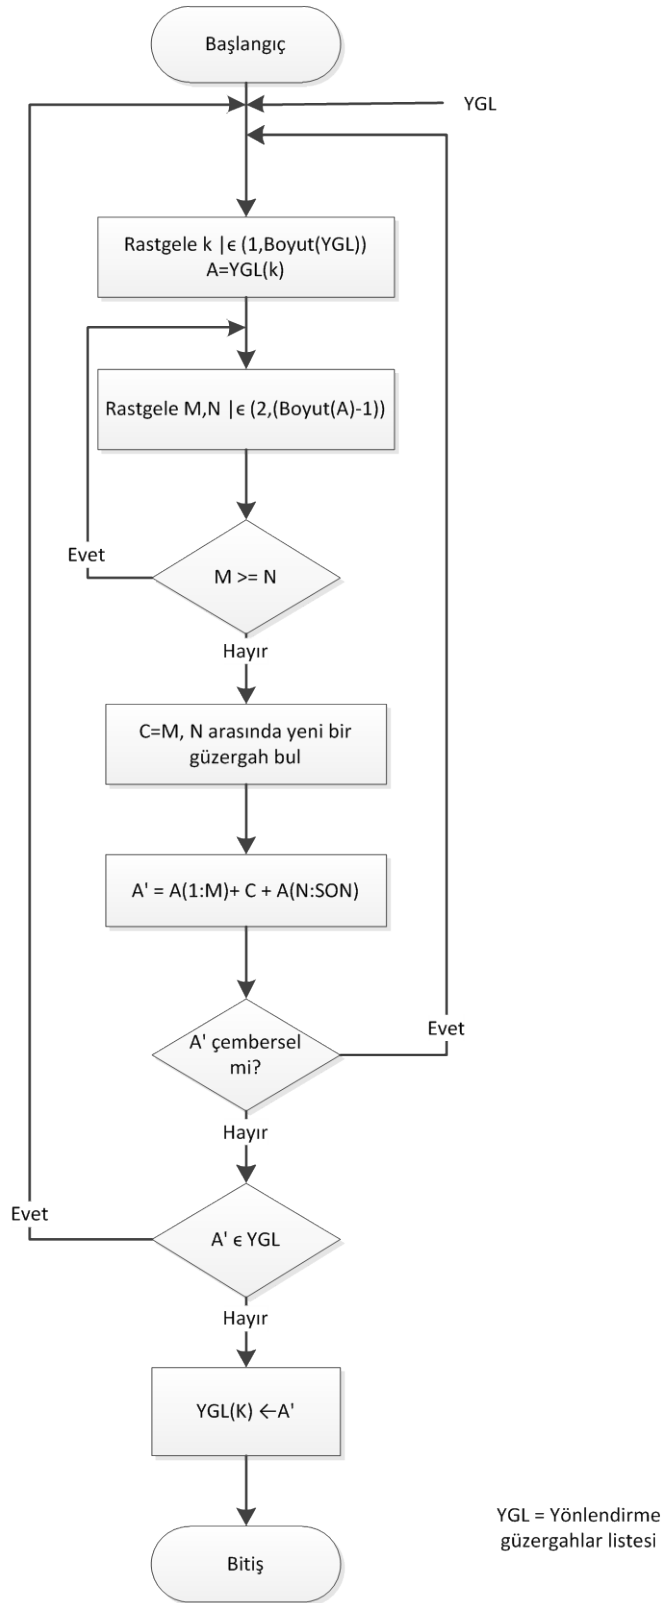 Başlangıç
YGL
Rastgele k |ϵ (1,Boyut(YGL))
A=YGL(k)
Rastgele M,N |ϵ (2,(Boyut(A)-1))
Evet
M >= N
Hayır
C=M, N arasında yeni bir
güzergah bul
A' = A(1:M)+ C + A(N:SON)
A' çembersel
mi?
Evet
Hayır
Evet
A' ϵ YGL
Hayır
YGL(K) ←A'
YGL = Yönlendirme
güzergahlar listesi
Bitiş